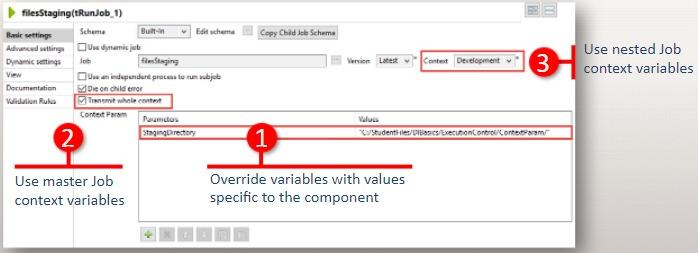 filesStaging(tRunJob_1)
Basic settings
Advanced settings
Dynamic settings
View
Documentation
Validation Rules
Schema Built-In Edit schema Copy Child Job Schema
Use dynamic job
Job filesStaging Version Latest * Context Development *
Use an independent process to run subjob
Die on child error
Transmit whole context
Context Param Parameters Values
StagingDirectory "C:/StudentFiles/DIBasics/ExecutionControl/ContextParam/"
3
Use nested Job
context variables
2
Use master Job
context variables
1
Override variables with values
specific to the component